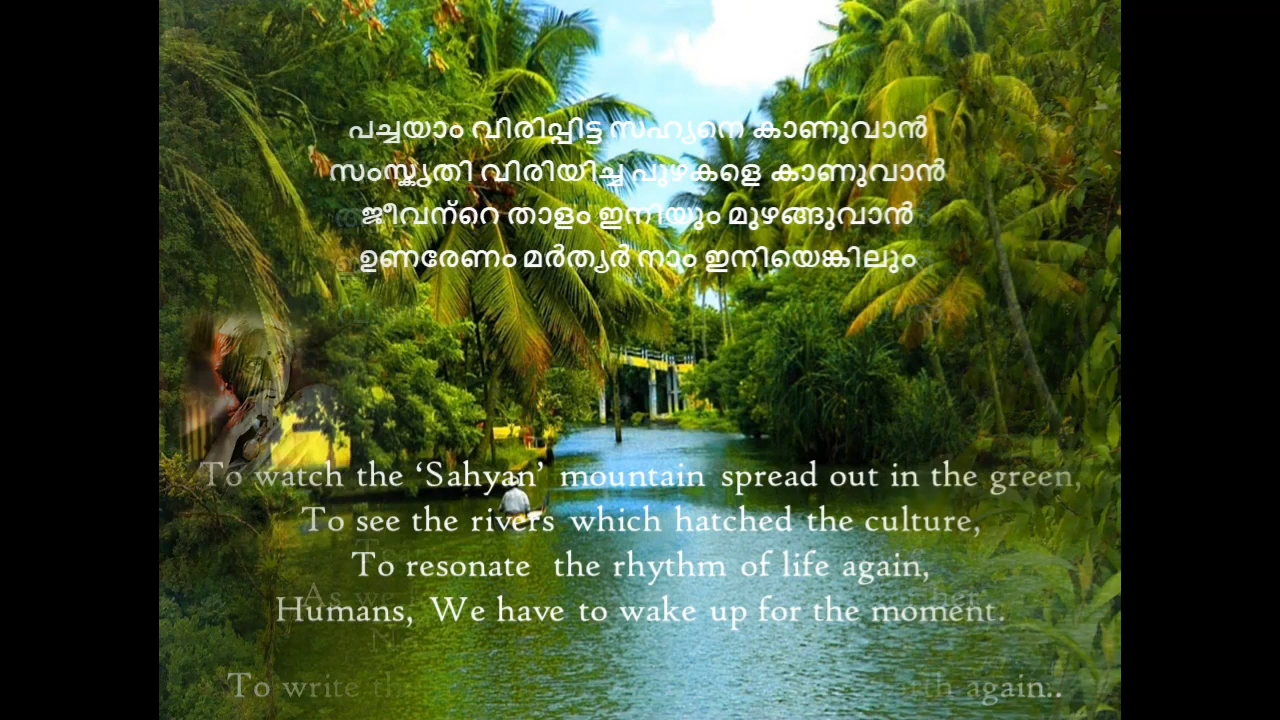 പച്ചയാം വിരിപ്പിട്ട സഹ്യനെ കാണുവാൻ
സംസ്കൃതി വിരിയിച്ച പുഴകളെ കാണുവാൻ
ജീവന്റെ താളം ഇനിയും മുഴങ്ങുവാൻ
ഉണരേണം മർത്യർ നാം ഇനിയെങ്കിലും
To watch the ‘Sahyan’ mountain spread out in the green,
To see the rivers which hatched the culture,
To resonate the rhythm of life again,
As we
Humans, We have to wake up for the moment.
To write again..